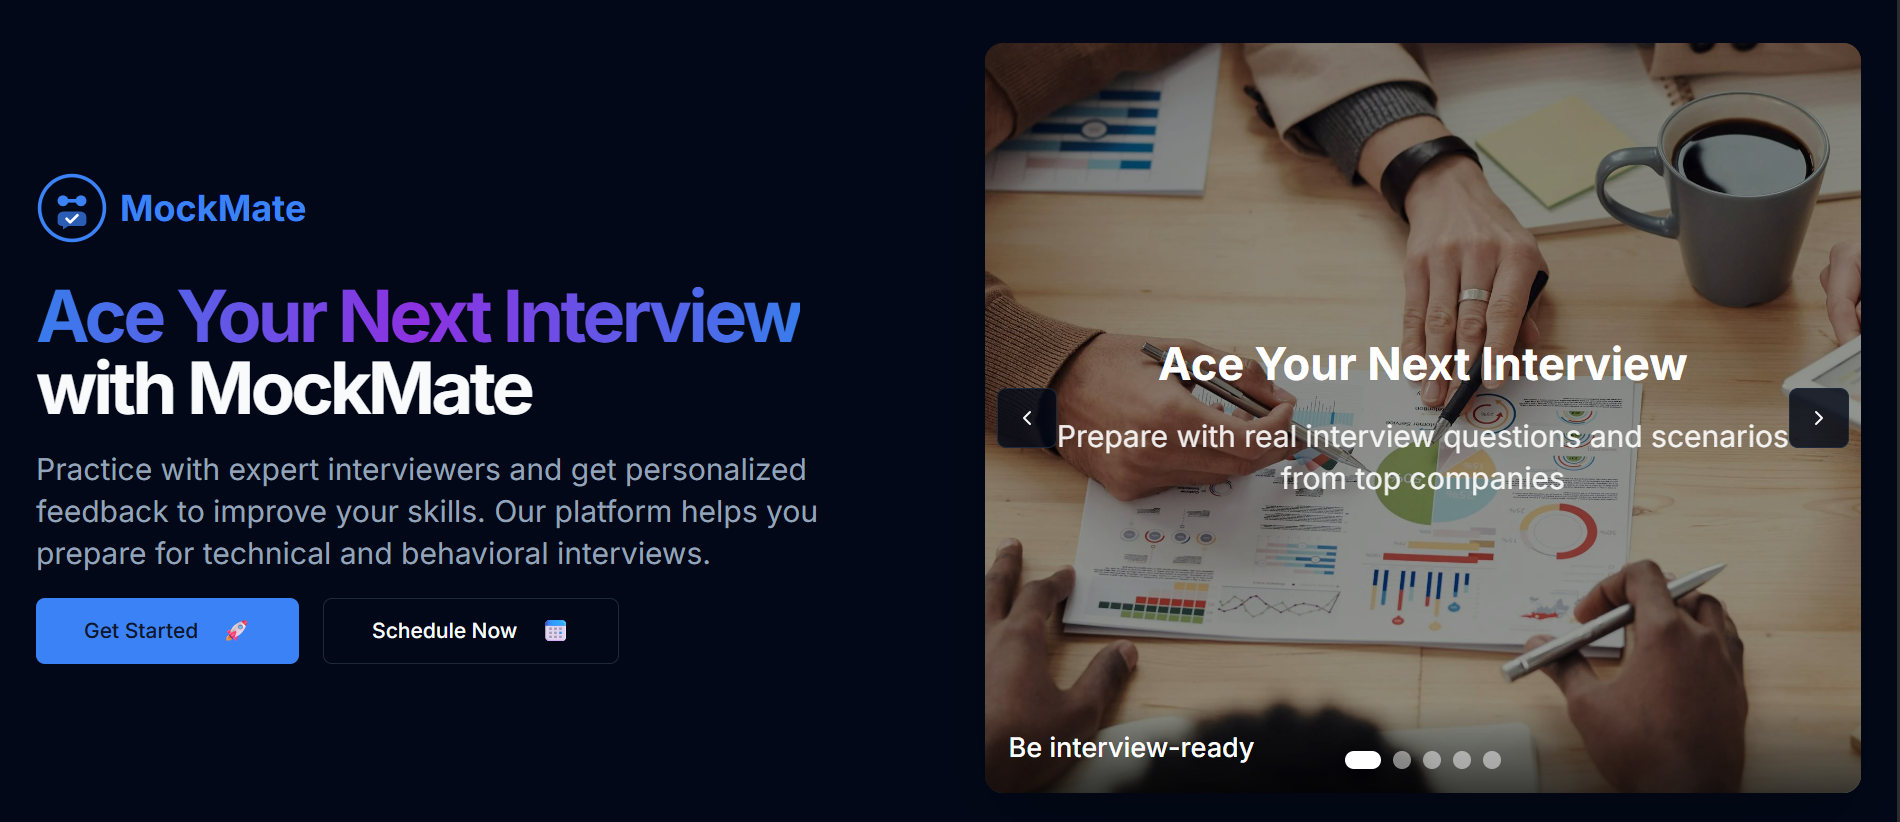 MockMate
Ace Your Next Interview
with MockMate
Practice with expert interviewers and get personalized
feedback to improve your skills. Our platform helps you
prepare for technical and behavioral interviews.
Get Started 🚀
Schedule Now 📅
Ace Your Next Interview
Prepare with real interview questions and scenarios
from top companies
Be interview-ready